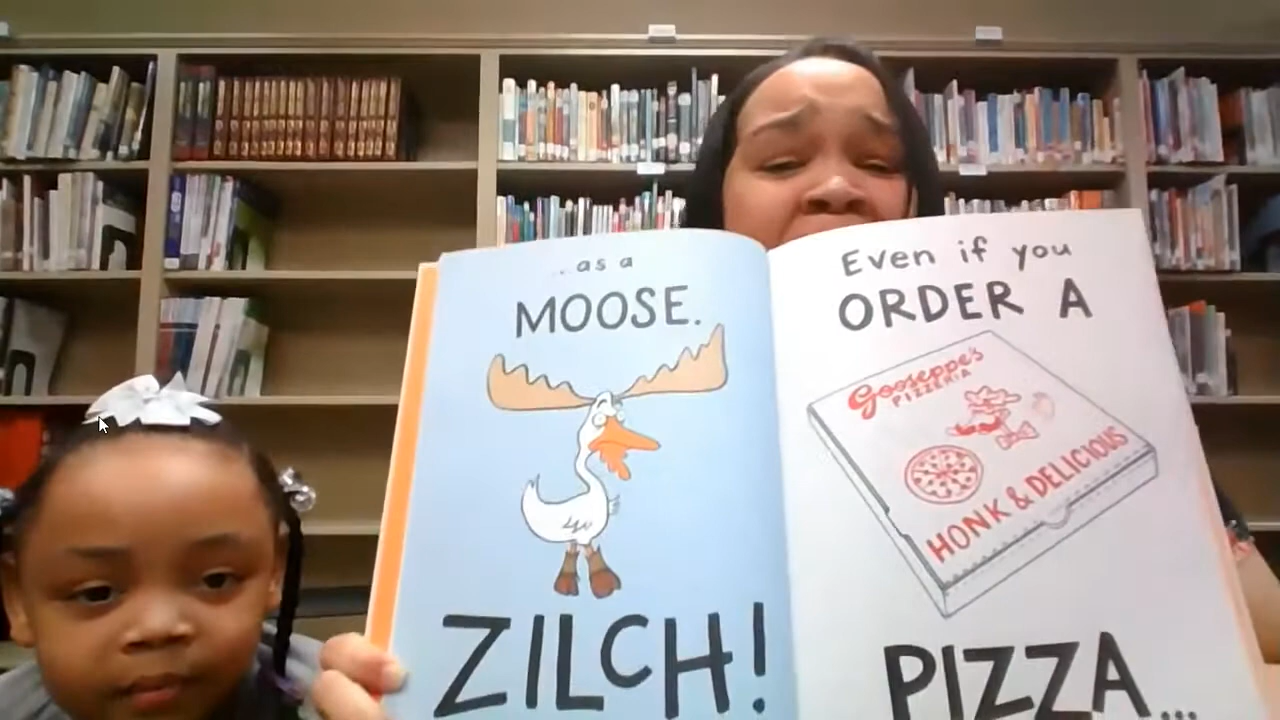 ..as a
MOOSE.
ZILCH!
Even if you
ORDER A
Gooseppe's
PIZZERIA
HONK & DELICIOUS
PIZZA...